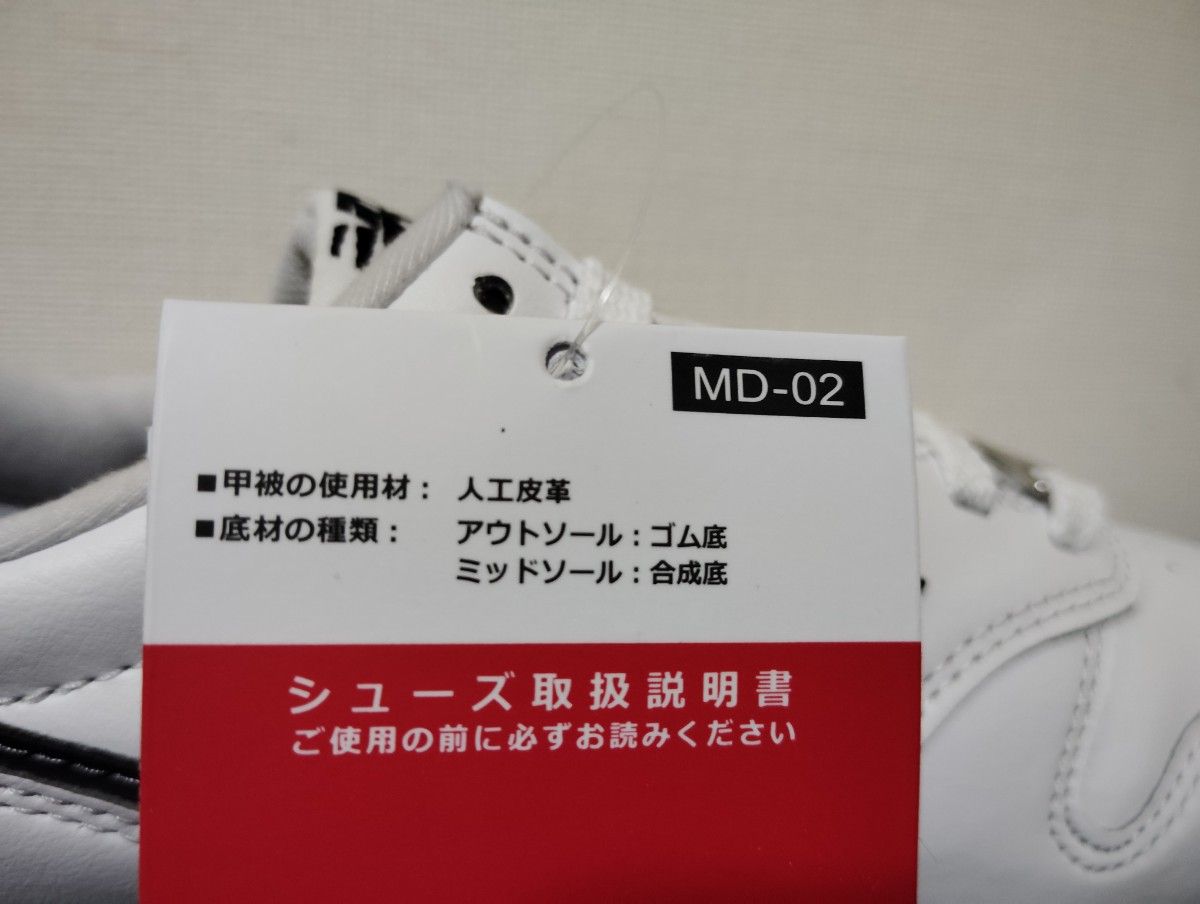 MD-02
■甲被の使用材： 人工皮革
■底材の種類： アウトソール：ゴム底
ミッドソール：合成底
シューズ取扱説明書
ご使用の前に必ずお読みください